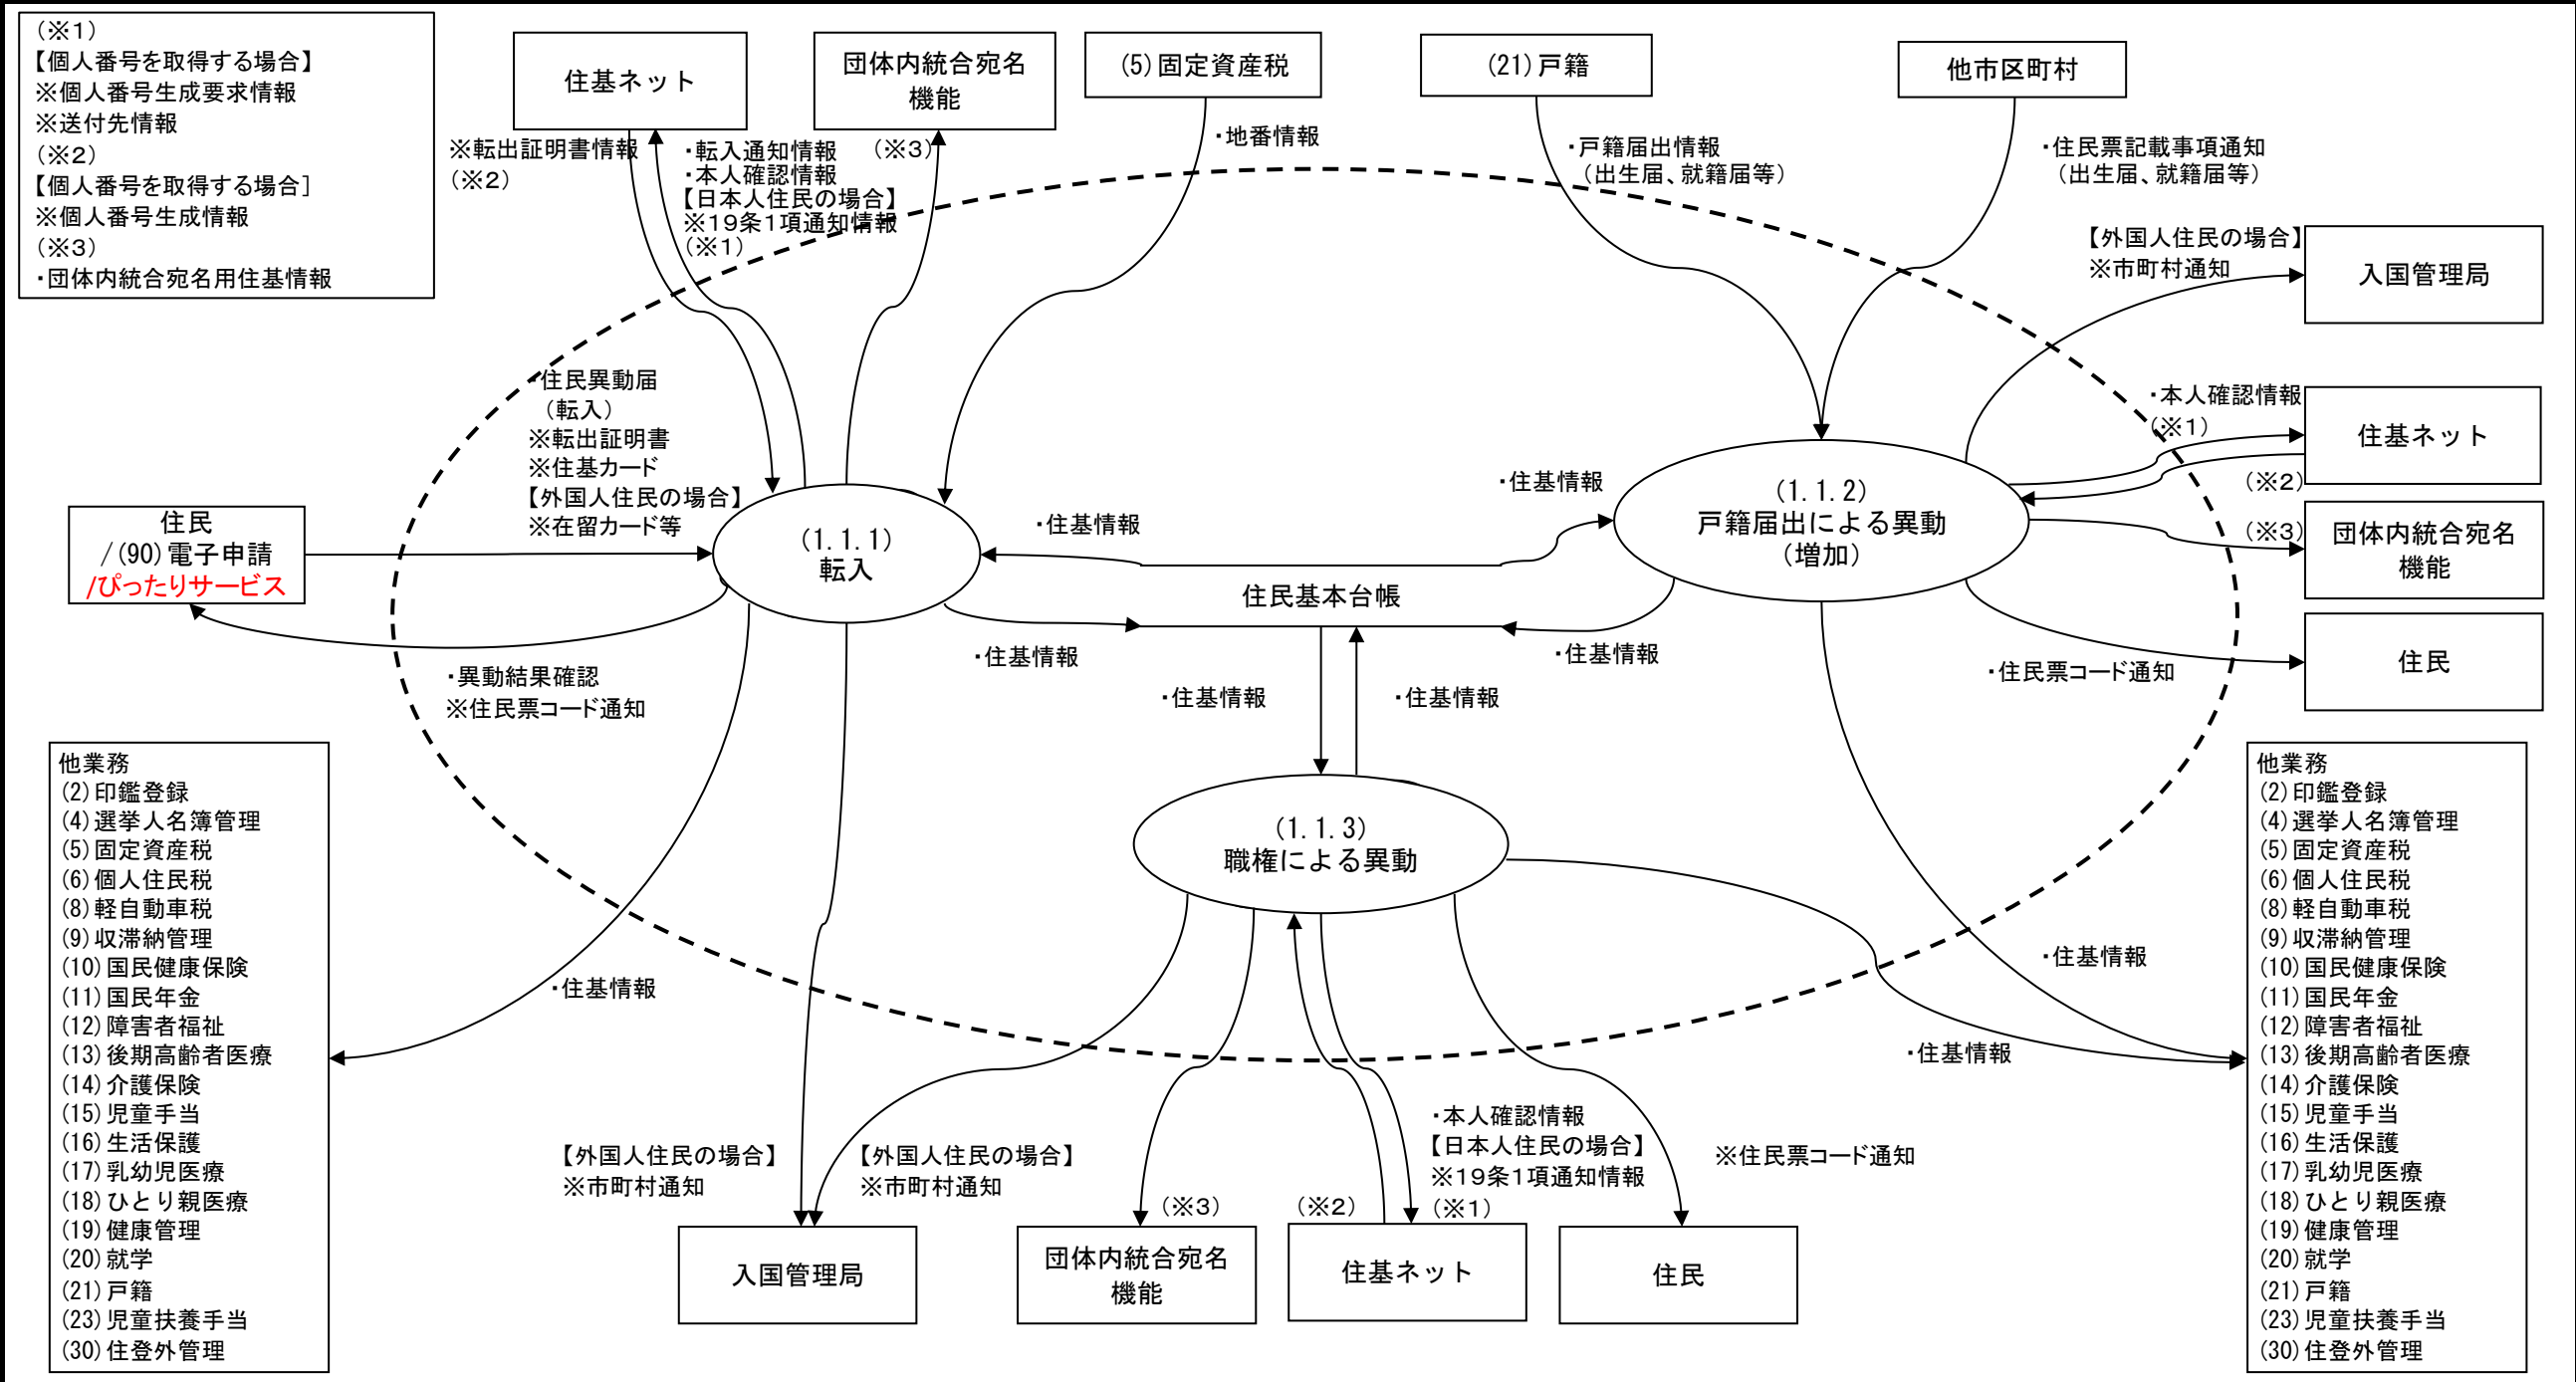 (※1)
【個人番号を取得する場合】
※個人番号生成要求情報
※送付先情報
(※2)
【個人番号を取得する場合］
※個人番号生成情報
(※3)
・団体内統合宛名用住基情報
住基ネット
団体内統合宛名
機能
(5)固定資産税
(21)戸籍
他市区町村
※転出証明書情報
(※2)
・転入通知情報
・本人確認情報
【日本人住民の場合】
※19条1項通知情報
(※1)
(※3)
・地番情報
・戸籍届出情報
（出生届、就籍届等）
・住民票記載事項通知
（出生届、就籍届等）
【外国人住民の場合】
※市町村通知
入国管理局
・住民異動届
（転入）
※転出証明書
※住基カード
【外国人住民の場合】
※在留カード等
・本人確認情報
(※1)
住基ネット
(※2)
住民
/(90)電子申請
/ぴったりサービス
(1.1.1)
転入
・住基情報
・住基情報
(1.1.2)
戸籍届出による異動
（増加）
(※3)
団体内統合宛名
機能
住民基本台帳
・住基情報
・住基情報
・住民票コード通知
住民
・異動結果確認
※住民票コード通知
・住基情報
・住基情報
(1.1.3)
職権による異動
他業務
(2)印鑑登録
(4)選挙人名簿管理
(5)固定資産税
(6)個人住民税
(8)軽自動車税
(9)収滞納管理
(10)国民健康保険
(11)国民年金
(12)障害者福祉
(13)後期高齢者医療
(14)介護保険
(15)児童手当
(16)生活保護
(17)乳幼児医療
(18)ひとり親医療
(19)健康管理
(20)就学
(21)戸籍
(23)児童扶養手当
(30)住登外管理
・住基情報
・住基情報
・住基情報
他業務
(2)印鑑登録
(4)選挙人名簿管理
(5)固定資産税
(6)個人住民税
(8)軽自動車税
(9)収滞納管理
(10)国民健康保険
(11)国民年金
(12)障害者福祉
(13)後期高齢者医療
(14)介護保険
(15)児童手当
(16)生活保護
(17)乳幼児医療
(18)ひとり親医療
(19)健康管理
(20)就学
(21)戸籍
(23)児童扶養手当
(30)住登外管理
【外国人住民の場合】
※市町村通知
【外国人住民の場合】
※市町村通知
(※3)
(※2)
・本人確認情報
【日本人住民の場合】
※19条1項通知情報
(※1)
※住民票コード通知
入国管理局
団体内統合宛名
機能
住基ネット
住民